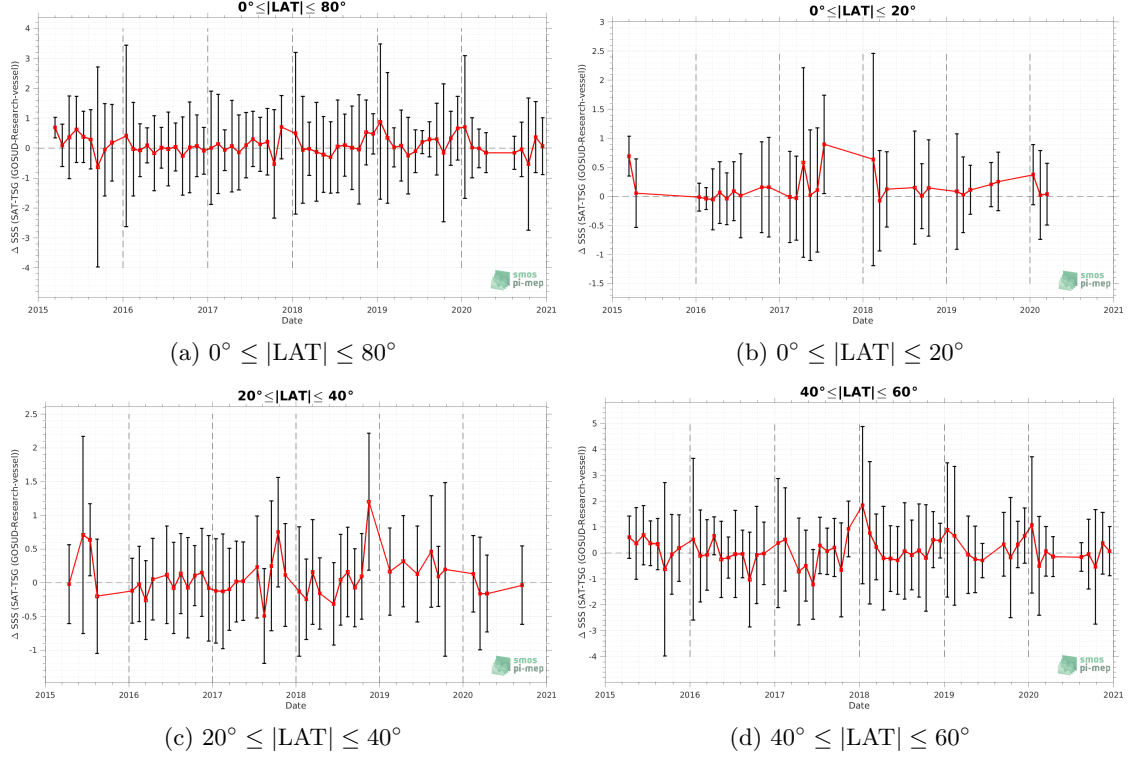 0°≤|LAT|≤ 80°
Δ SSS (SAT-TSG (GOSUD-Research-vessel))
4
3
2
1
0
-1
-2
-3
-4
2015 2016 2017 2018 2019 2020 2021
Date
smos
pi-mep
(a) 0° ≤ |LAT| ≤ 80°
0°≤|LAT|≤ 20°
Δ SSS (SAT-TSG (GOSUD-Research-vessel))
3
2.5
2
1.5
1
0.5
0
-0.5
-1
-1.5
2015 2016 2017 2018 2019 2020 2021
Date
smos
pi-mep
(b) 0° ≤ |LAT| ≤ 20°
20°≤|LAT|≤ 40°
Δ SSS (SAT-TSG (GOSUD-Research-vessel))
2.5
2
1.5
1
0.5
0
-0.5
-1
2015 2016 2017 2018 2019 2020 2021
Date
smos
pi-mep
(c) 20° ≤ |LAT| ≤ 40°
40°≤|LAT|≤ 60°
Δ SSS (SAT-TSG (GOSUD-Research-vessel))
5
4
3
2
1
0
-1
-2
-3
-4
2015 2016 2017 2018 2019 2020 2021
Date
smos
pi-mep
(d) 40° ≤ |LAT| ≤ 60°